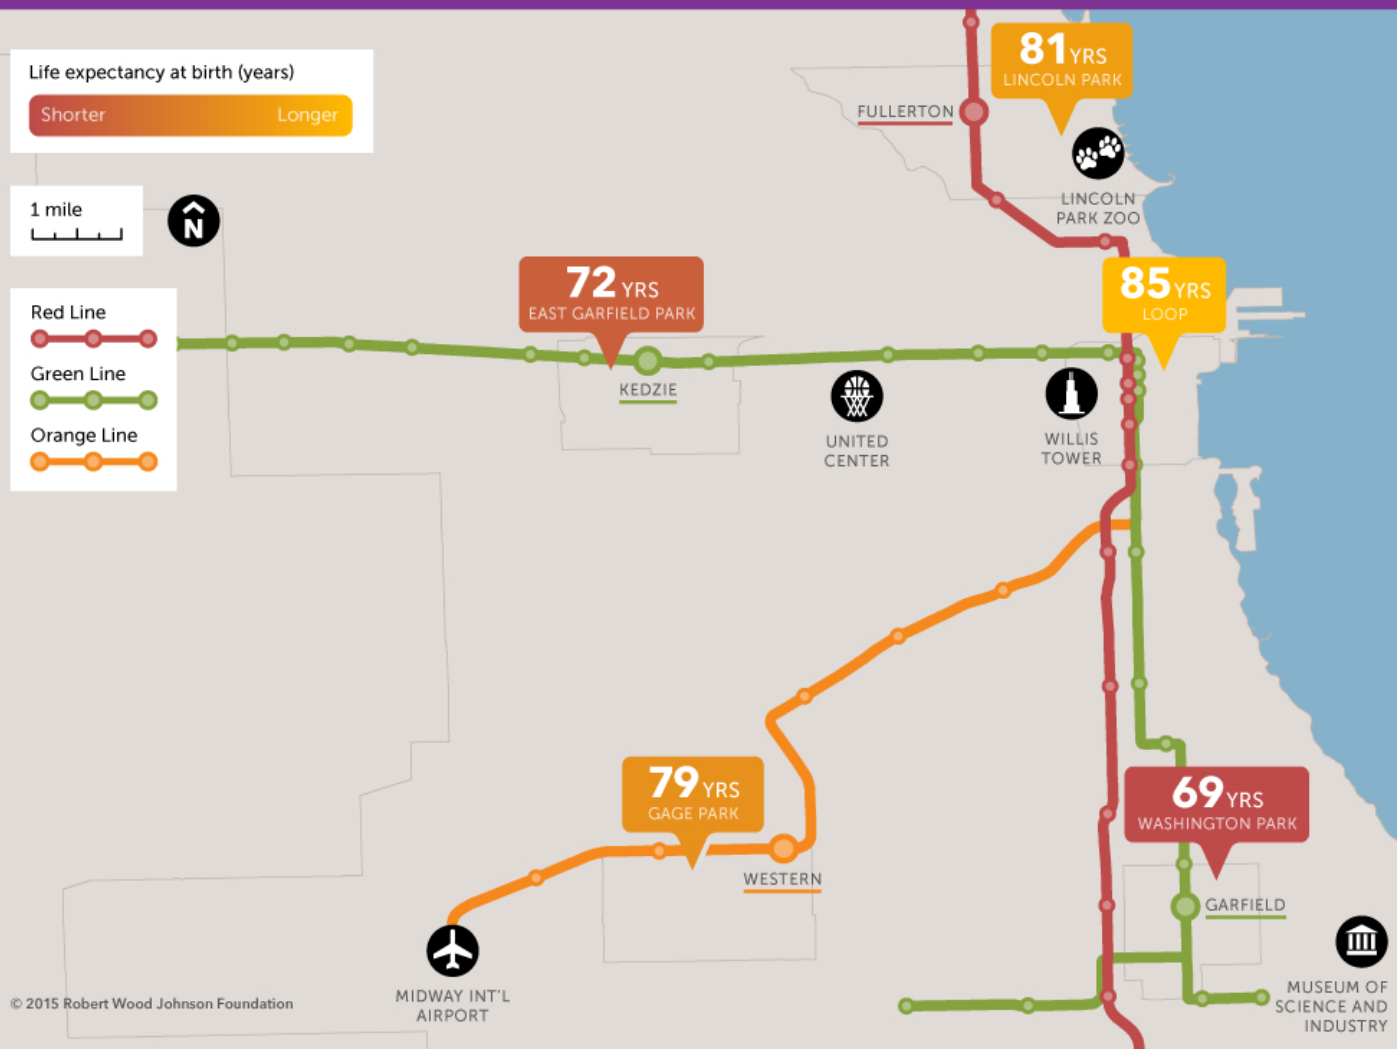 Life expectancy at birth (years)
Shorter
Longer
1 mile
N
Red Line
Green Line
Orange Line
81 YRS
LINCOLN PARK
FULLERTON
LINCOLN
PARK ZOO
72 YRS
EAST GARFIELD PARK
85 YRS
LOOP
KEDZIE
UNITED
CENTER
WILLIS
TOWER
79 YRS
GAGE PARK
69 YRS
WASHINGTON PARK
WESTERN
GARFIELD
MIDWAY INT'L
AIRPORT
MUSEUM OF
SCIENCE AND
INDUSTRY
© 2015 Robert Wood Johnson Foundation